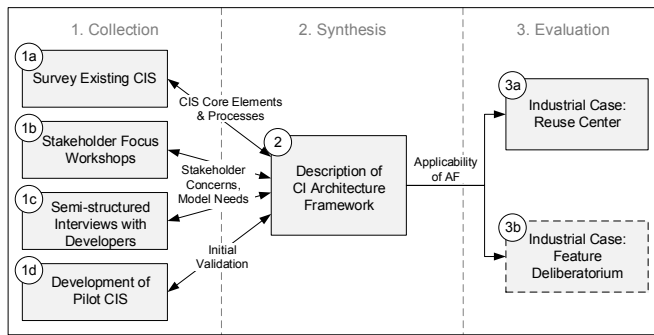 1. Collection
2. Synthesis
3. Evaluation
1a
Survey Existing CIS
1b
Stakeholder Focus
Workshops
1c
Semi-structured
Interviews with
Developers
1d
Development of
Pilot CIS
CIS Core Elements
& Processes
Stakeholder
Concerns,
Model Needs
Initial
Validation
2
Description of
CI Architecture
Framework
Applicability
of AF
3a
Industrial Case:
Reuse Center
3b
Industrial Case:
Feature
Deliberatorium